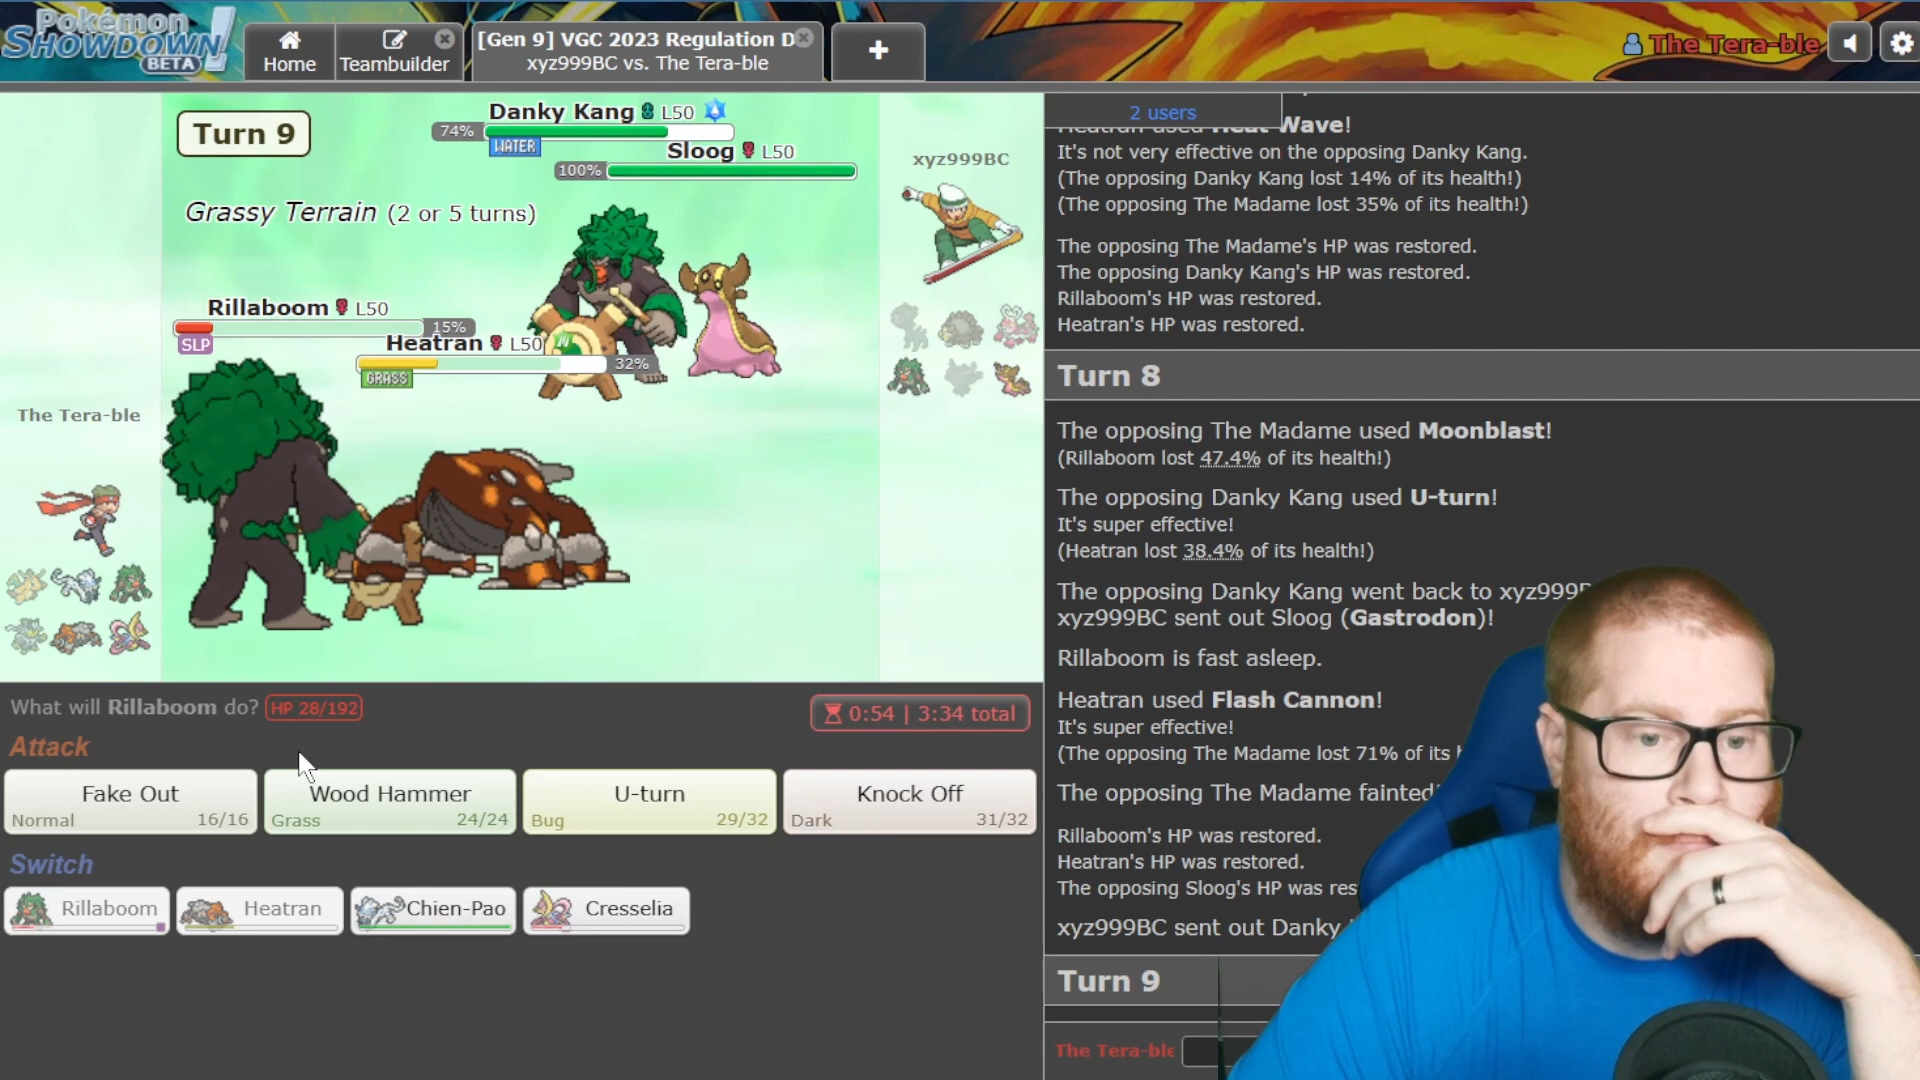 Pokémon
SHOWDOWN!
BETA
Home
Teambuilder
[Gen 9] VGC 2023 Regulation D
xyz999BC vs. The Tera-ble
The Tera-ble
Turn 9
Danky Kang L50
74%
WATER
Sloog L50
100%
Grassy Terrain (2 or 5 turns)
Rillaboom L50
15%
SLP
Heatran L50
32%
GRASS
xyz999BC
The Tera-ble
What will Rillaboom do? HP 28/192
0:54 | 3:34 total
Attack
Fake Out
Normal 16/16
Wood Hammer
Grass 24/24
U-turn
Bug 29/32
Knock Off
Dark 31/32
Switch
Rillaboom
Heatran
Chien-Pao
Cresselia
2 users
Heatran used Heat Wave!
It's not very effective on the opposing Danky Kang.
(The opposing Danky Kang lost 14% of its health!)
(The opposing The Madame lost 35% of its health!)
The opposing The Madame's HP was restored.
The opposing Danky Kang's HP was restored.
Rillaboom's HP was restored.
Heatran's HP was restored.
Turn 8
The opposing The Madame used Moonblast!
(Rillaboom lost 47.4% of its health!)
The opposing Danky Kang used U-turn!
It's super effective!
(Heatran lost 38.4% of its health!)
The opposing Danky Kang went back to xyz999
xyz999BC sent out Sloog (Gastrodon)!
Rillaboom is fast asleep.
Heatran used Flash Cannon!
It's super effective!
(The opposing The Madame lost 71% of its
The opposing The Madame fainted!
Rillaboom's HP was restored.
Heatran's HP was restored.
The opposing Sloog's HP was res
xyz999BC sent out Danky
Turn 9
The Tera-ble